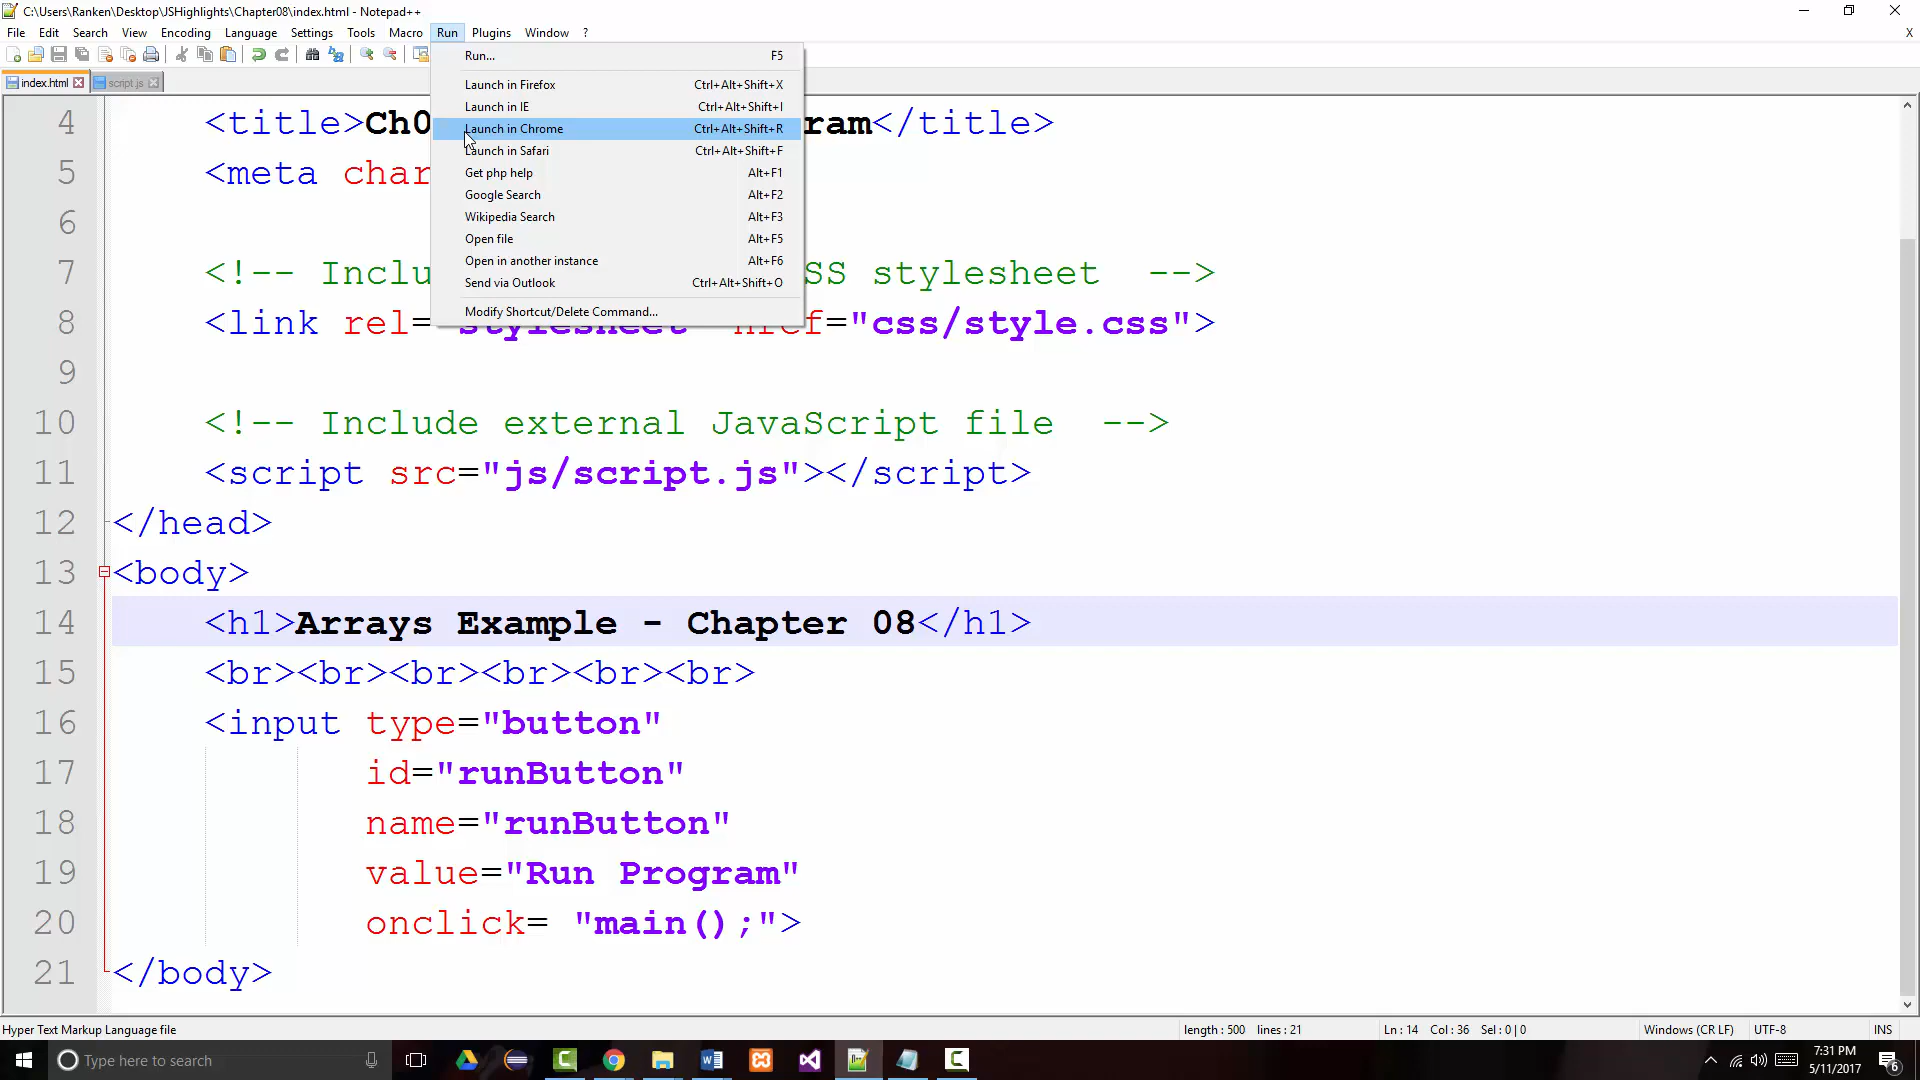 C:\Users\Ranken\Desktop\JSHighlights\Chapter08\index.html - Notepad++
File Edit Search View Encoding Language Settings Tools Macro Run Plugins Window ? X
index.html script.js
Run... F5
Launch in Firefox Ctrl+Alt+Shift+X
Launch in IE Ctrl+Alt+Shift+I
Launch in Chrome Ctrl+Alt+Shift+R
Launch in Safari Ctrl+Alt+Shift+F
Get php help Alt+F1
Google Search Alt+F2
Wikipedia Search Alt+F3
Open file Alt+F5
Open in another instance Alt+F6
Send via Outlook Ctrl+Alt+Shift+O
Modify Shortcut/Delete Command...
4 <title>Ch0 ram</title>
5 <meta char
6
7 <!-- Inclu SS stylesheet -->
8 <link rel="stylesheet" href="css/style.css">
9
10 <!-- Include external JavaScript file -->
11 <script src="js/script.js"></script>
12 </head>
13 <body>
14 <h1>Arrays Example - Chapter 08</h1>
15 <br><br><br><br><br><br>
16 <input type="button"
17 id="runButton"
18 name="runButton"
19 value="Run Program"
20 onclick= "main();">
21 </body>
Hyper Text Markup Language file length : 500 lines : 21 Ln : 14 Col : 36 Sel : 0 | 0 Windows (CR LF) UTF-8 INS
Type here to search
7:31 PM
5/11/2017
6